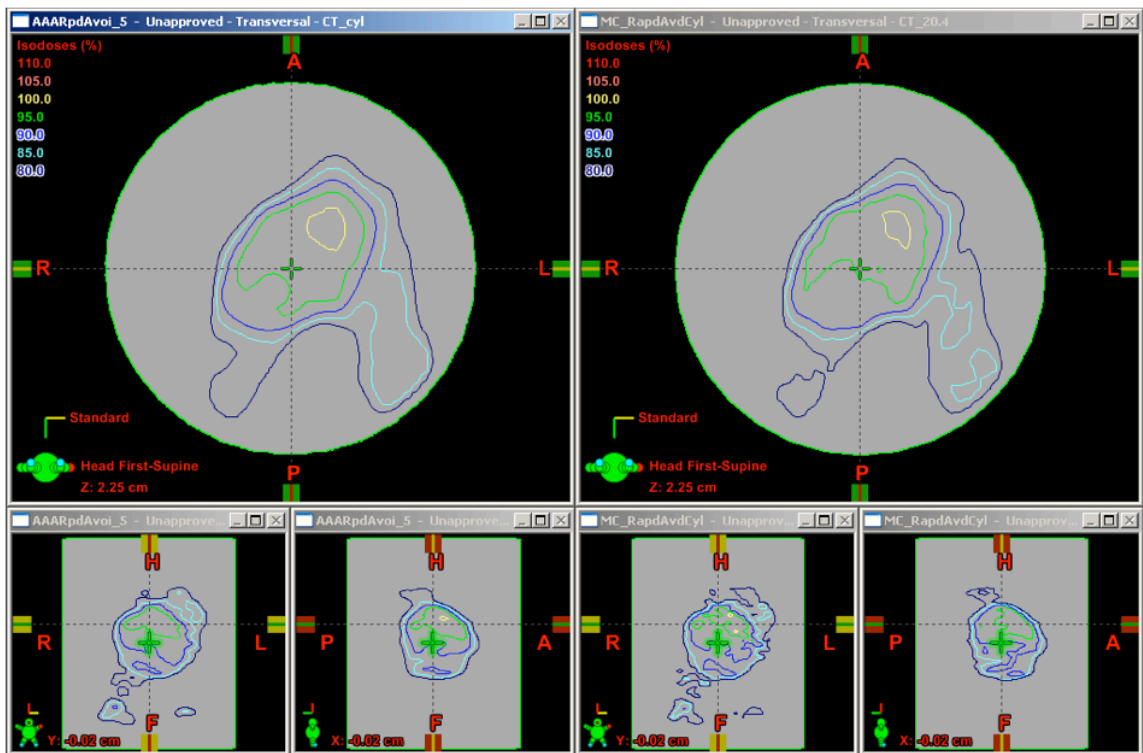 AAARpdAvoi_5 - Unapproved - Transversal - CT_cyl
Isodoses (%)
110.0
105.0
100.0
95.0
90.0
85.0
80.0
A
R
L
P
Standard
Head First-Supine
Z: 2.25 cm
MC_RapdAvdCyl - Unapproved - Transversal - CT_20.4
Isodoses (%)
110.0
105.0
100.0
95.0
90.0
85.0
80.0
A
R
L
P
Standard
Head First-Supine
Z: 2.25 cm
AAARpdAvoi_5 - Unapprove...
H
R
L
F
Y: -0.02 cm
AAARpdAvoi_5 - Unapprove...
H
P
A
F
X: -0.02 cm
MC_RapdAvdCyl - Unapprov...
H
R
L
F
Y: -0.02 cm
MC_RapdAvdCyl - Unapprov...
H
P
A
F
X: -0.02 cm